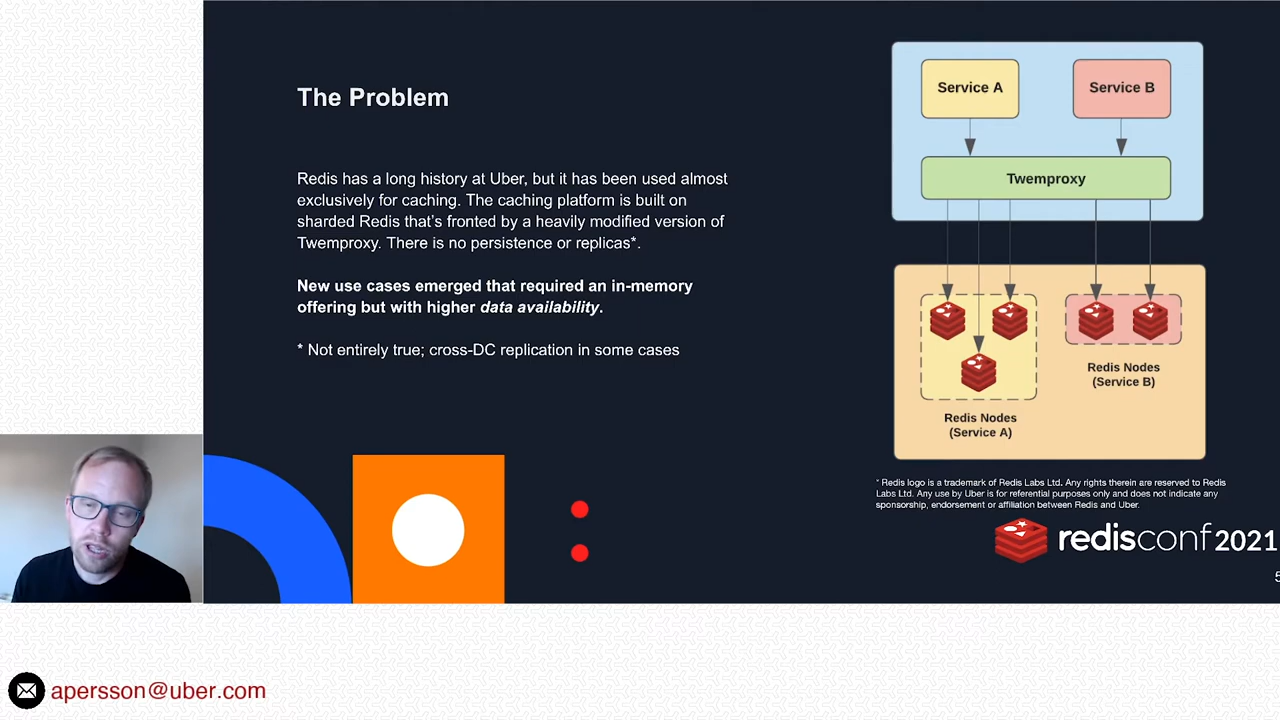 The Problem
Redis has a long history at Uber, but it has been used almost
exclusively for caching. The caching platform is built on
sharded Redis that's fronted by a heavily modified version of
Twemproxy. There is no persistence or replicas*.
New use cases emerged that required an in-memory
offering but with higher data availability.
* Not entirely true; cross-DC replication in some cases
Service A
Service B
Twemproxy
Redis Nodes
(Service A)
Redis Nodes
(Service B)
* Redis logo is a trademark of Redis Labs Ltd. Any rights therein are reserved to Redis
Labs Ltd. Any use by Uber is for referential purposes only and does not indicate any
sponsorship, endorsement or affiliation between Redis and Uber.
redisconf 2021
5
apersson@uber.com